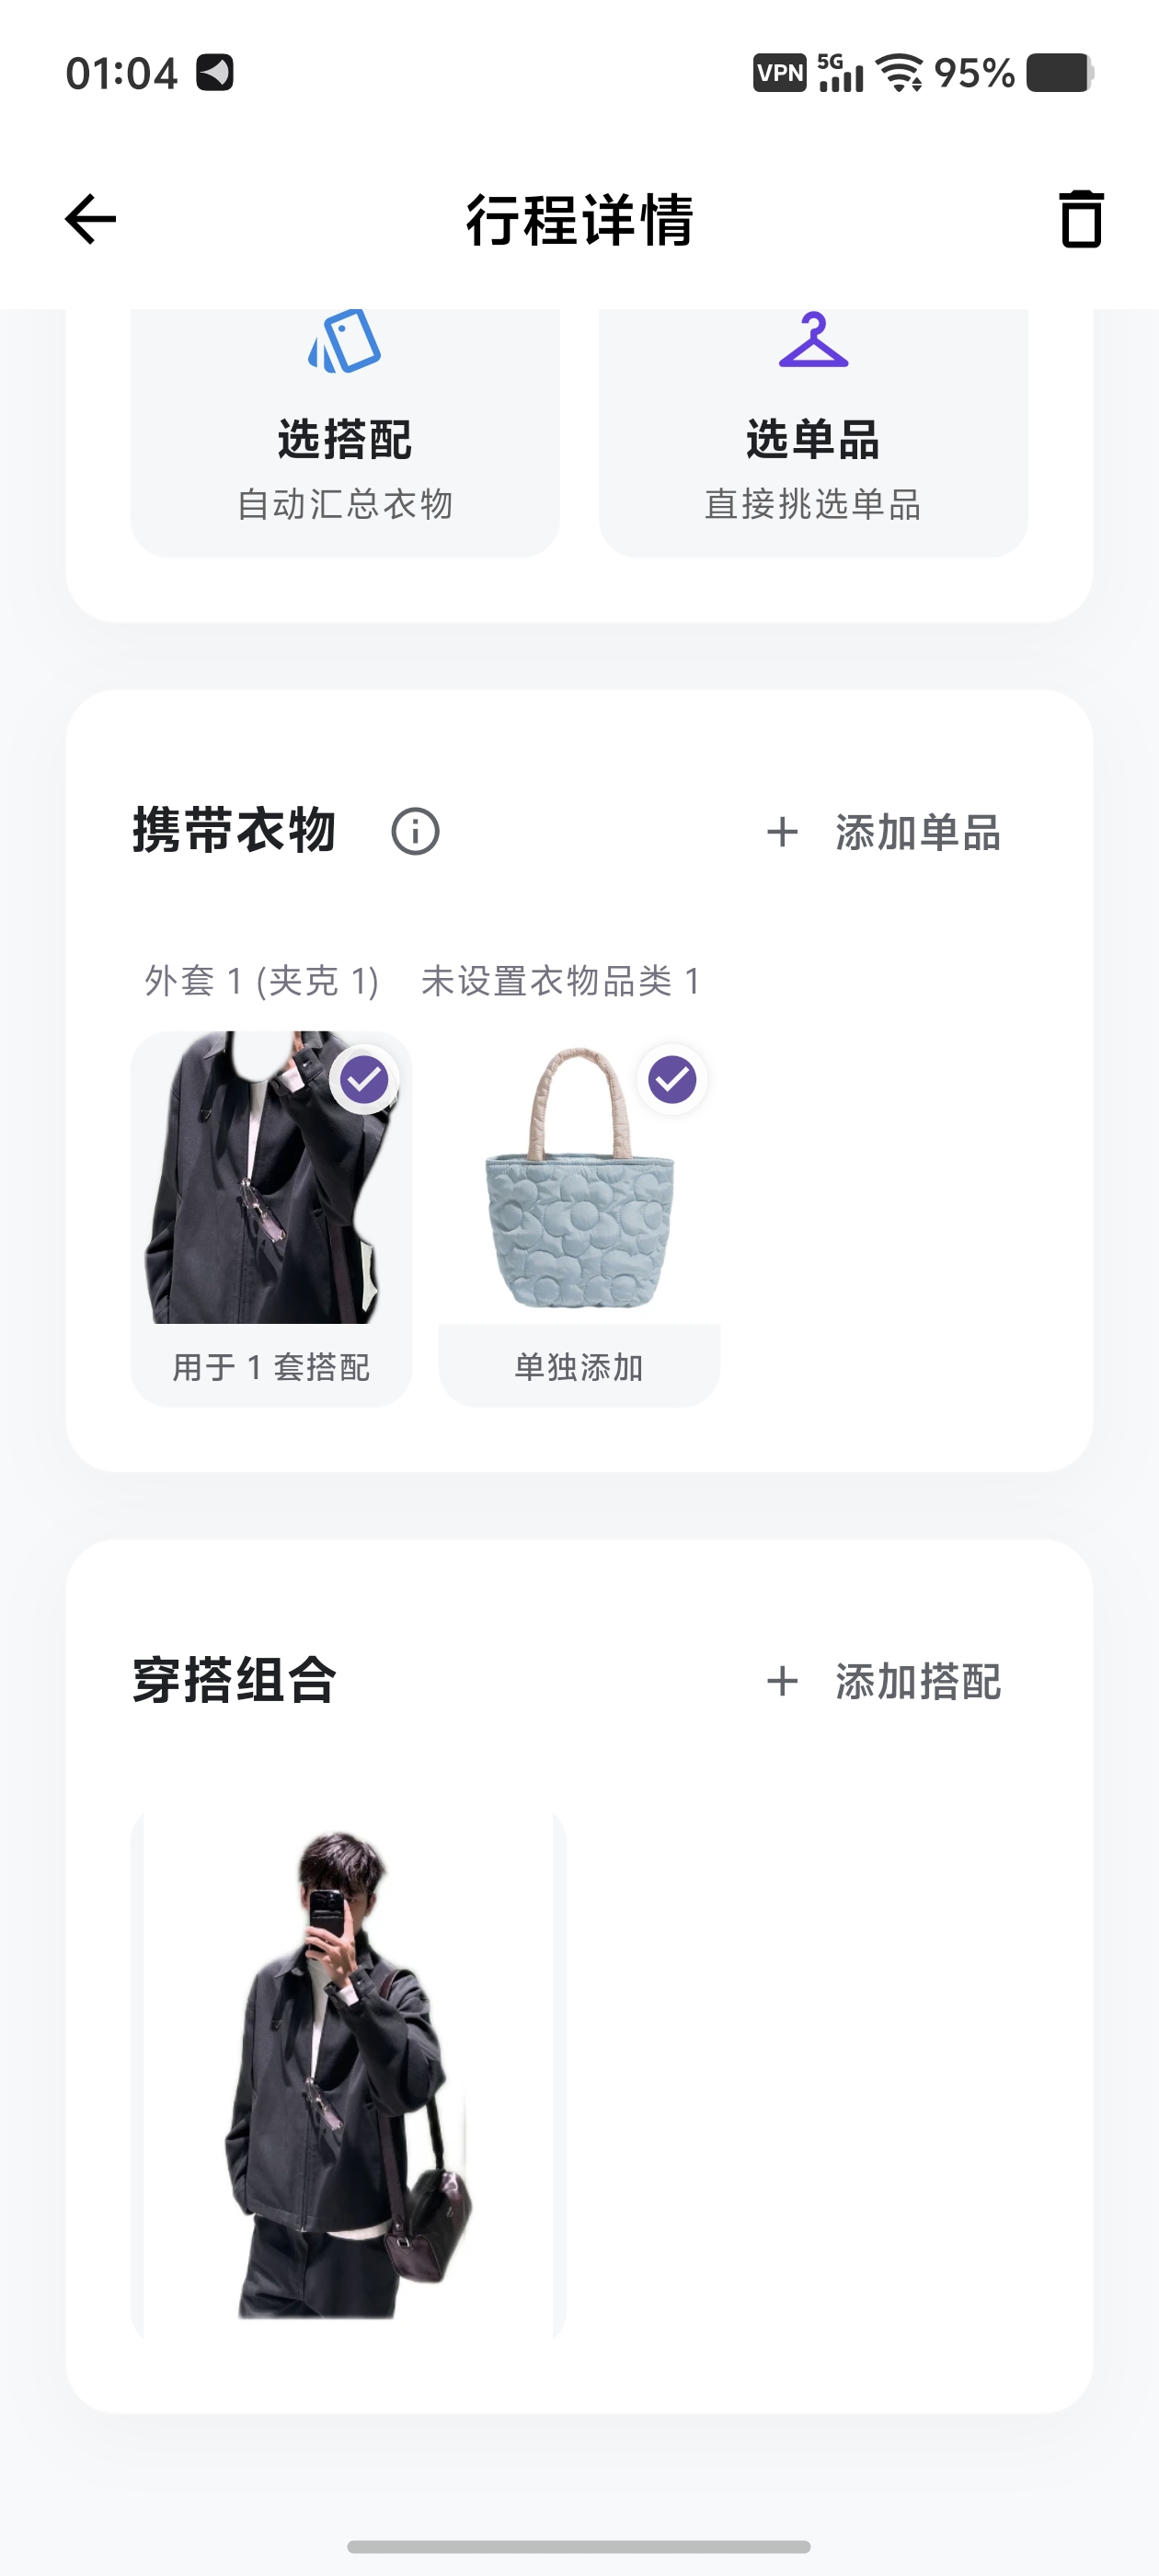 01:04 VPN 5G 95%
行程详情
选搭配 选单品
自动汇总衣物 直接挑选单品
携带衣物 添加单品
外套 1 (夹克 1) 未设置衣物品类 1
用于 1 套搭配 单独添加
穿搭组合 添加搭配